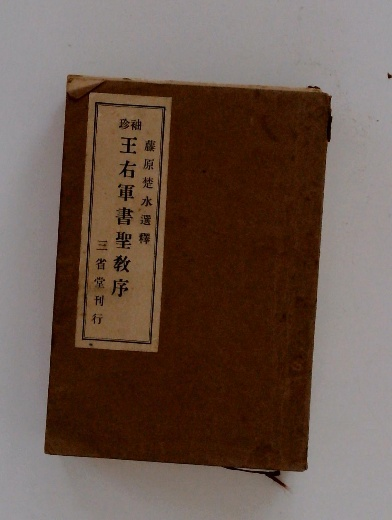 藤原楚水選釋
袖珍
王右軍書聖教序
三省堂刊行